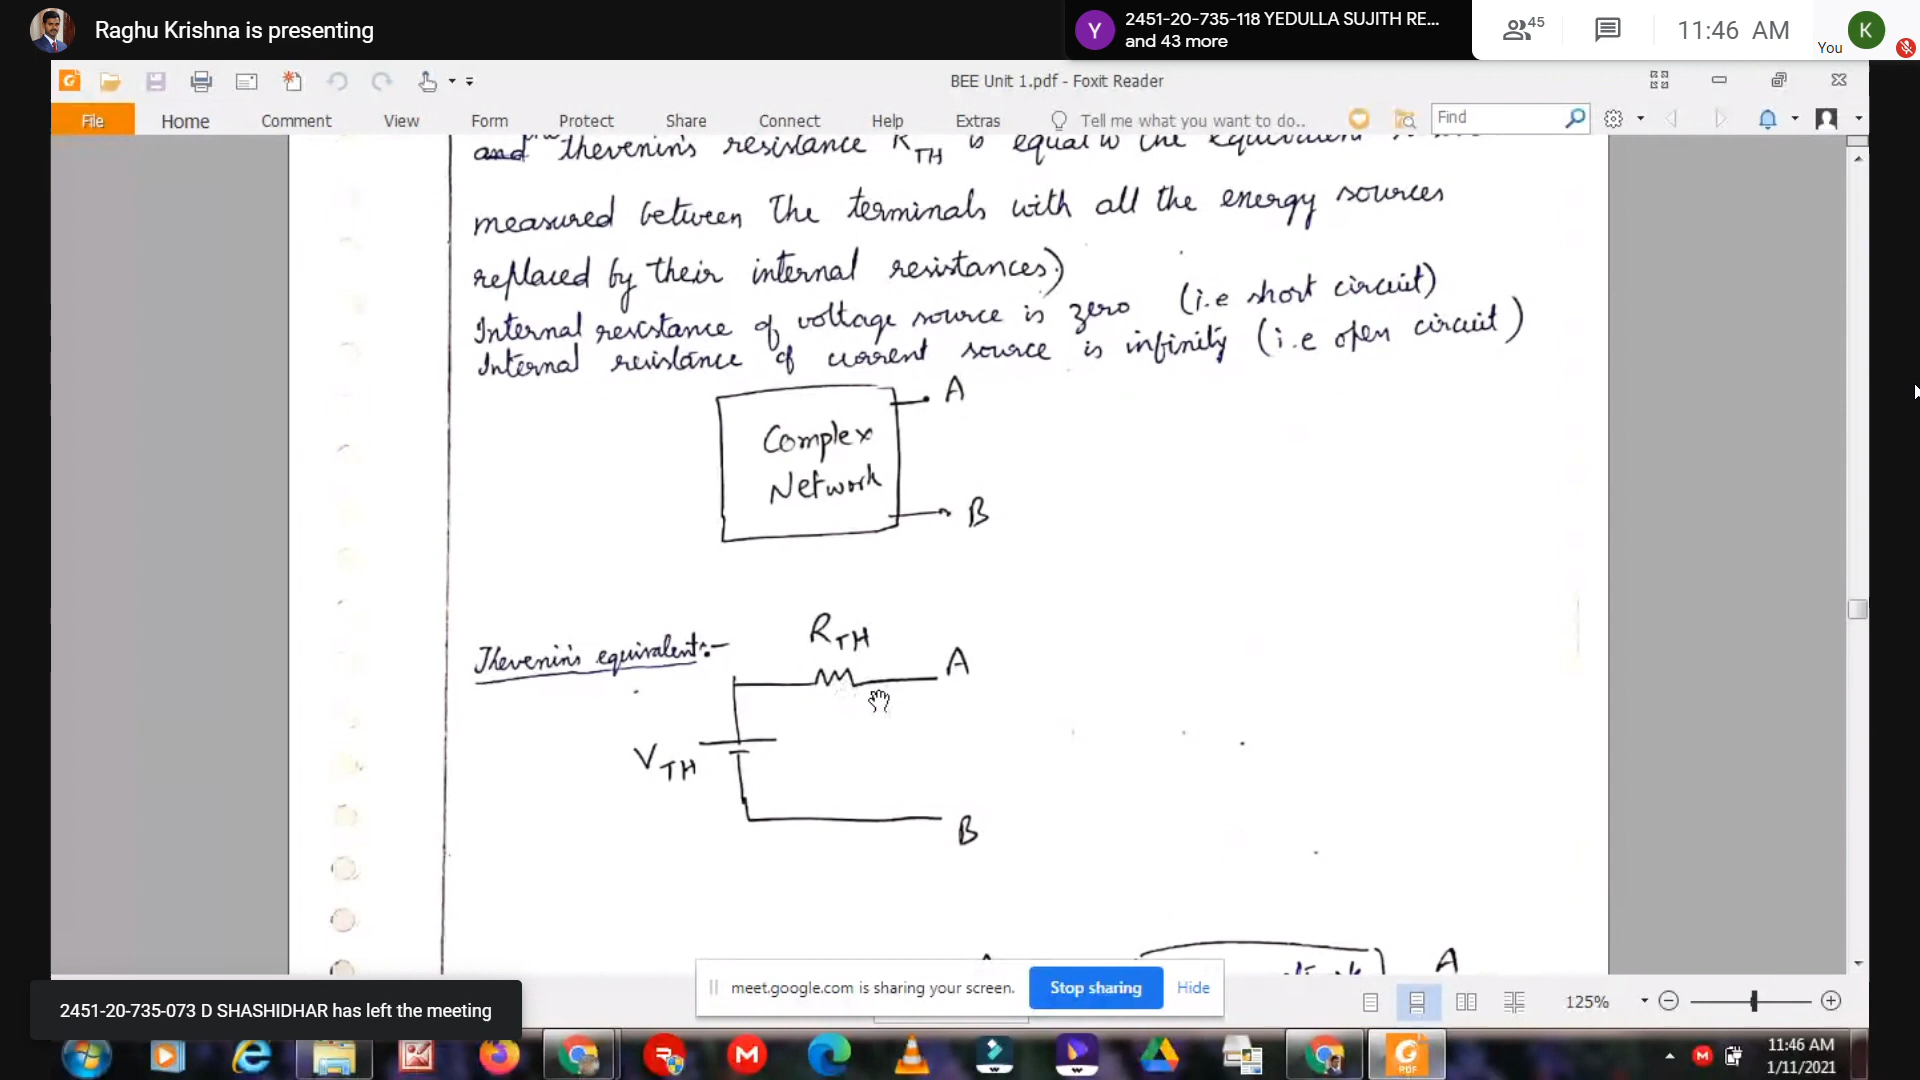 Raghu Krishna is presenting
Y
2451-20-735-118 YEDULLA SUJITH RE...
and 43 more
45
11:46 AM
You
K
BEE Unit 1.pdf - Foxit Reader
File
Home
Comment
View
Form
Protect
Share
Connect
Help
Extras
Tell me what you want to do..
Find
and thevenin's resistance RTH is equal to the
measured between the terminals with all the energy sources
replaced by their internal resistances)
Internal resistance of voltage source is zero (i.e short circuit)
Internal resistance of current source is infinity (i.e open circuit)
A
Complex
Network
B
RTH
Thevenin's equivalent:-
A
VTH
B
A
meet.google.com is sharing your screen.
Stop sharing
Hide
2451-20-735-073 D SHASHIDHAR has left the meeting
125%
PDF
11:46 AM
1/11/2021